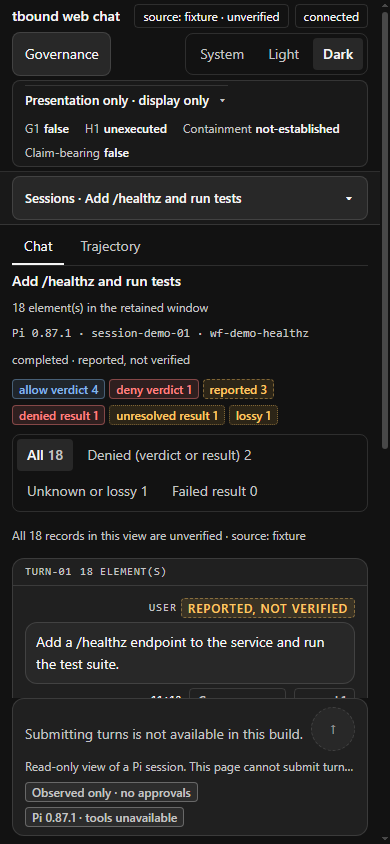 tbound web chat source: fixture · unverified connected
Governance System Light Dark
Presentation only · display only
G1 false H1 unexecuted Containment not-established
Claim-bearing false
Sessions · Add /healthz and run tests
Chat Trajectory
Add /healthz and run tests
18 element(s) in the retained window
Pi 0.87.1 · session-demo-01 · wf-demo-healthz
completed · reported, not verified
allow verdict 4 deny verdict 1 reported 3
denied result 1 unresolved result 1 lossy 1
All 18 Denied (verdict or result) 2
Unknown or lossy 1 Failed result 0
All 18 records in this view are unverified · source: fixture
TURN-01 18 ELEMENT(S)
USER REPORTED, NOT VERIFIED
Add a /healthz endpoint to the service and run
the test suite.
Submitting turns is not available in this build. ↑
Read-only view of a Pi session. This page cannot submit turn...
Observed only · no approvals
Pi 0.87.1 · tools unavailable